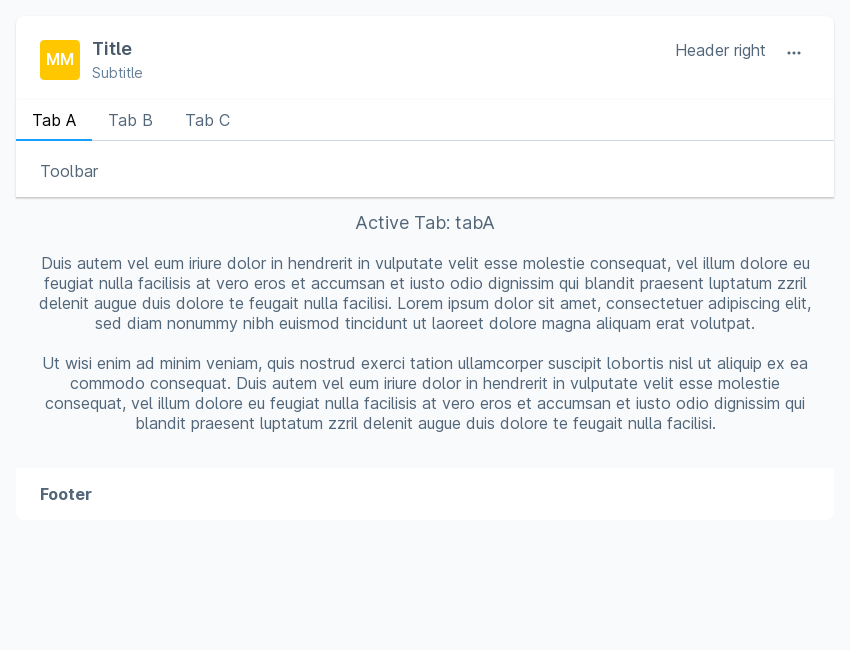 MM
Title
Subtitle
Header right
Tab A
Tab B
Tab C
Toolbar
Active Tab: tabA
Duis autem vel eum iriure dolor in hendrerit in vulputate velit esse molestie consequat, vel illum dolore eu
feugiat nulla facilisis at vero eros et accumsan et iusto odio dignissim qui blandit praesent luptatum zzril
delenit augue duis dolore te feugait nulla facilisi. Lorem ipsum dolor sit amet, consectetuer adipiscing elit,
sed diam nonummy nibh euismod tincidunt ut laoreet dolore magna aliquam erat volutpat.
Ut wisi enim ad minim veniam, quis nostrud exerci tation ullamcorper suscipit lobortis nisl ut aliquip ex ea
commodo consequat. Duis autem vel eum iriure dolor in hendrerit in vulputate velit esse molestie
consequat, vel illum dolore eu feugiat nulla facilisis at vero eros et accumsan et iusto odio dignissim qui
blandit praesent luptatum zzril delenit augue duis dolore te feugait nulla facilisi.
Footer